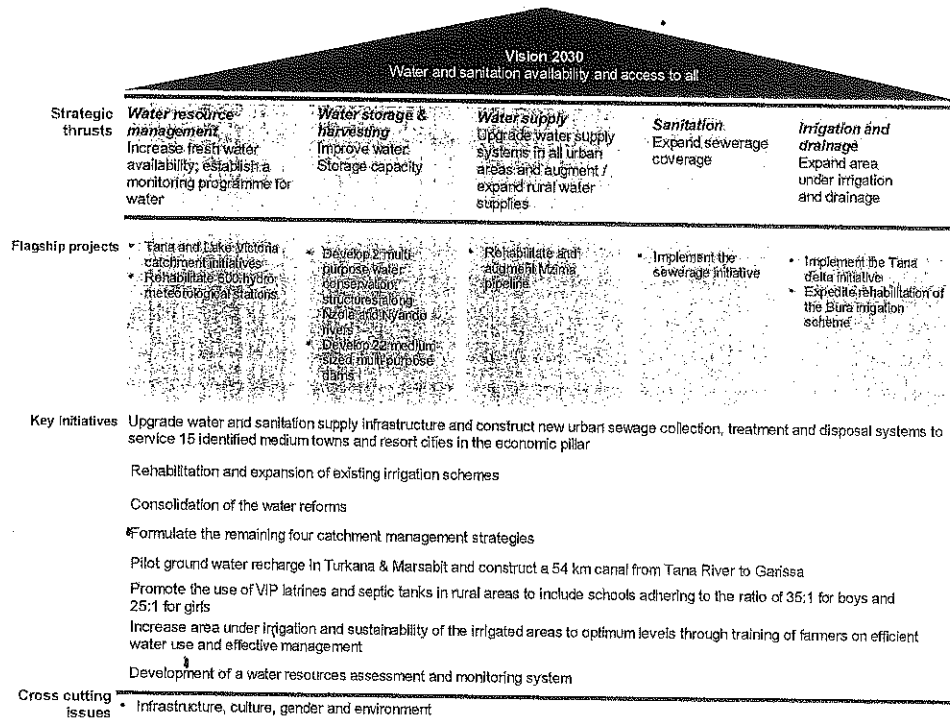 Vision 2030
Water and sanitation availability and access to all
Strategic
thrusts
Water resource
management
Increase fresh water
availability; establish a
monitoring programme for
water
Water storage &
harvesting
Improve water
Storage capacity
Water supply
Upgrade water supply
systems in all urban
areas and augment /
expand rural water
supplies
Sanitation
Expand sewerage
coverage
Irrigation and
drainage
Expand area
under irrigation
and drainage
Flagship projects
• Tana and Lake Victoria
catchment initiatives
• Rehabilitate 600 hydro
meteorological stations
• Develop 2 multi
purpose water
conservation
structures along
Nzoia and Nyando
rivers
• Develop 22 medium
sized multi-purpose
dams
• Rehabilitate and
augment Mzima
pipeline
• Implement the
sewerage initiative
• Implement the Tana
delta initiative
• Expedite rehabilitation of
the Bura irrigation
scheme
Key initiatives
Upgrade water and sanitation supply infrastructure and construct new urban sewage collection, treatment and disposal systems to
service 15 identified medium towns and resort cities in the economic pillar
Rehabilitation and expansion of existing irrigation schemes
Consolidation of the water reforms
Formulate the remaining four catchment management strategies
Pilot ground water recharge in Turkana & Marsabit and construct a 54 km canal from Tana River to Garissa
Promote the use of VIP latrines and septic tanks in rural areas to include schools adhering to the ratio of 35:1 for boys and
25:1 for girls
Increase area under irrigation and sustainability of the irrigated areas to optimum levels through training of farmers on efficient
water use and effective management
Development of a water resources assessment and monitoring system
Cross cutting
issues
• Infrastructure, culture, gender and environment